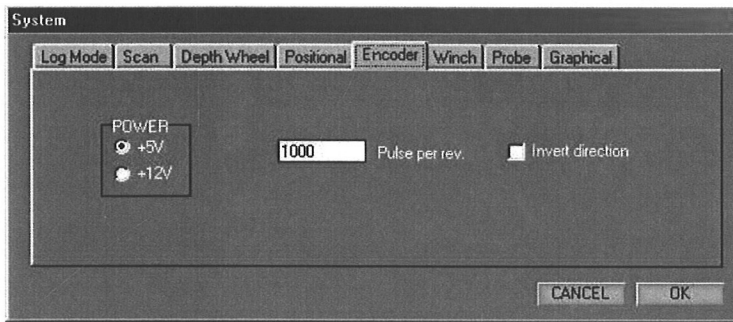 System
Log Mode Scan Depth Wheel Positional Encoder Winch Probe Graphical
POWER
+5V
+12V
1000 Pulse per rev. Invert direction
CANCEL OK